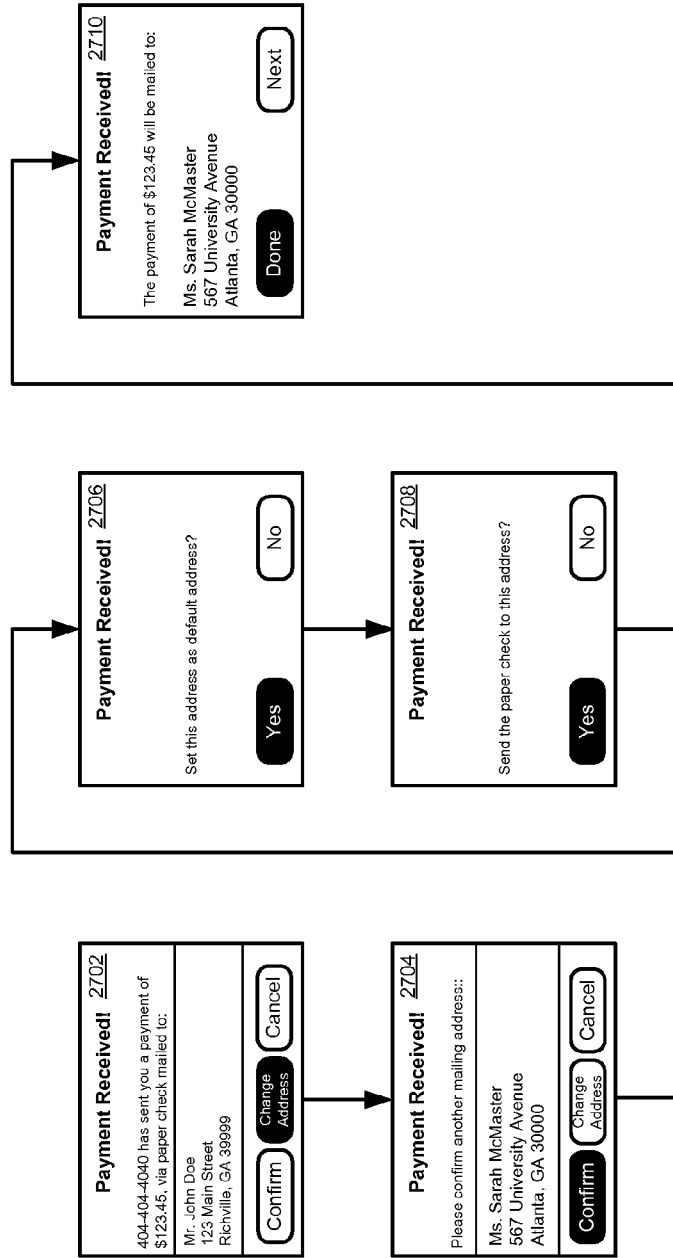 Payment Received! 2702
404-404-4040 has sent you a payment of
$123.45, via paper check mailed to:
Mr. John Doe
123 Main Street
Richville, GA 39999
Confirm
Change
Address
Cancel
Payment Received! 2704
Please confirm another mailing address::
Ms. Sarah McMaster
567 University Avenue
Atlanta, GA 30000
Confirm
Change
Address
Cancel
Payment Received! 2706
Set this address as default address?
Yes
No
Payment Received! 2708
Send the paper check to this address?
Yes
No
Payment Received! 2710
The payment of $123.45 will be mailed to:
Ms. Sarah McMaster
567 University Avenue
Atlanta, GA 30000
Done
Next